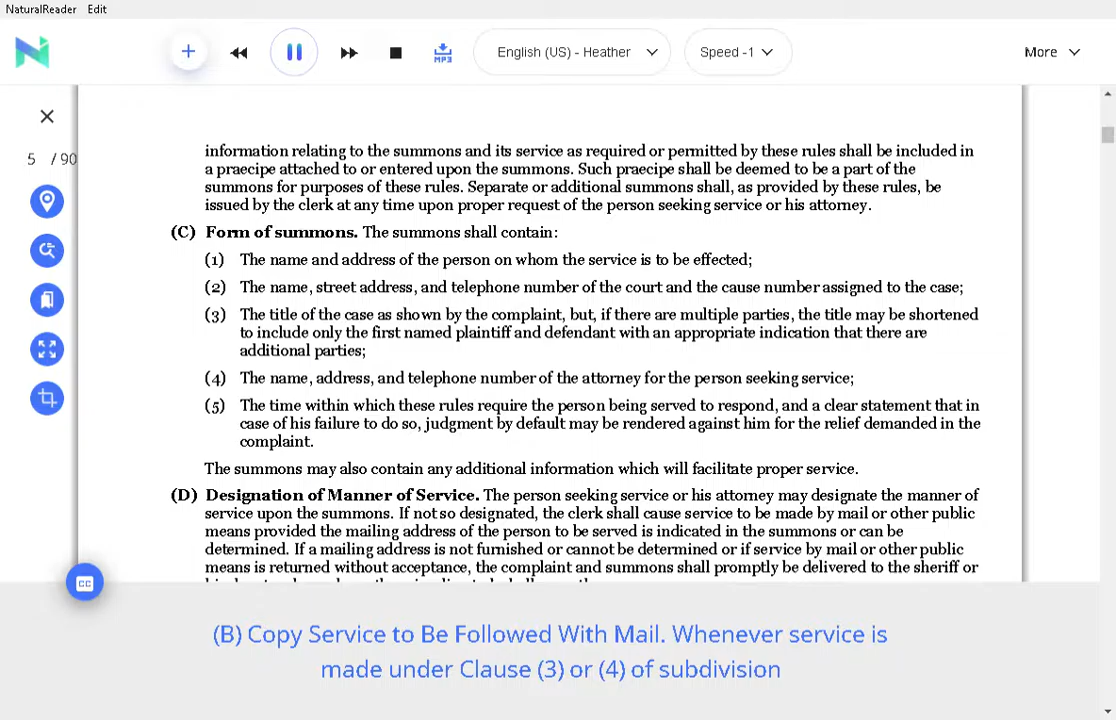 NaturalReader Edit
English (US) - Heather
Speed -1
More
MP3
5 / 90
information relating to the summons and its service as required or permitted by these rules shall be included in
a praecipe attached to or entered upon the summons. Such praecipe shall be deemed to be a part of the
summons for purposes of these rules. Separate or additional summons shall, as provided by these rules, be
issued by the clerk at any time upon proper request of the person seeking service or his attorney.
(C) Form of summons. The summons shall contain:
(1) The name and address of the person on whom the service is to be effected;
(2) The name, street address, and telephone number of the court and the cause number assigned to the case;
(3) The title of the case as shown by the complaint, but, if there are multiple parties, the title may be shortened
to include only the first named plaintiff and defendant with an appropriate indication that there are
additional parties;
(4) The name, address, and telephone number of the attorney for the person seeking service;
(5) The time within which these rules require the person being served to respond, and a clear statement that in
case of his failure to do so, judgment by default may be rendered against him for the relief demanded in the
complaint.
The summons may also contain any additional information which will facilitate proper service.
(D) Designation of Manner of Service. The person seeking service or his attorney may designate the manner of
service upon the summons. If not so designated, the clerk shall cause service to be made by mail or other public
means provided the mailing address of the person to be served is indicated in the summons or can be
determined. If a mailing address is not furnished or cannot be determined or if service by mail or other public
means is returned without acceptance, the complaint and summons shall promptly be delivered to the sheriff or
CC
(B) Copy Service to Be Followed With Mail. Whenever service is
made under Clause (3) or (4) of subdivision